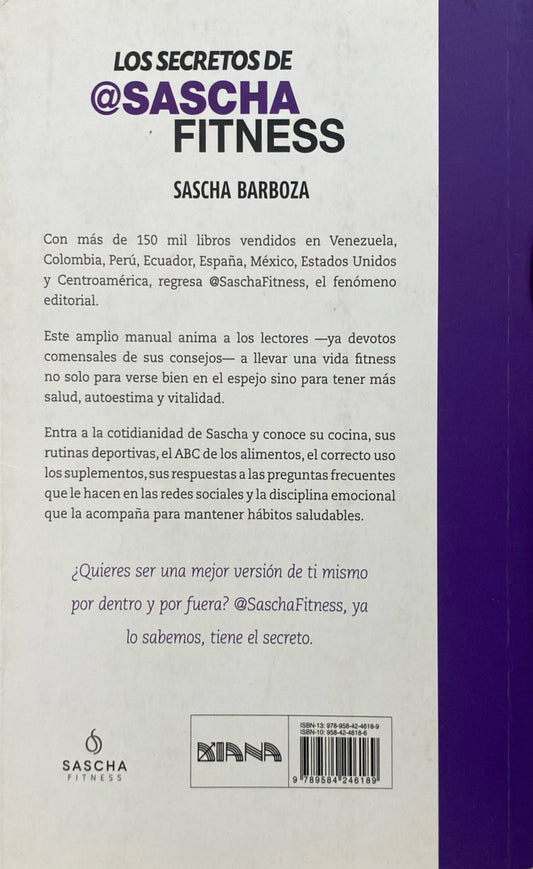 LOS SECRETOS DE
@SASCHA
FITNESS
SASCHA BARBOZA
Con más de 150 mil libros vendidos en Venezuela,
Colombia, Perú, Ecuador, España, México, Estados Unidos
y Centroamérica, regresa @SaschaFitness, el fenómeno
editorial.
Este amplio manual anima a los lectores —ya devotos
comensales de sus consejos— a llevar una vida fitness
no solo para verse bien en el espejo sino para tener más
salud, autoestima y vitalidad.
Entra a la cotidianidad de Sascha y conoce su cocina, sus
rutinas deportivas, el ABC de los alimentos, el correcto uso
los suplementos, sus respuestas a las preguntas frecuentes
que le hacen en las redes sociales y la disciplina emocional
que la acompaña para mantener hábitos saludables.
¿Quieres ser una mejor versión de ti mismo
por dentro y por fuera? @SaschaFitness, ya
lo sabemos, tiene el secreto.
SASCHA
FITNESS
DIANA
ISBN-13: 978-958-42-4618-9
ISBN-10: 958-42-4618-6
9 789584 246189